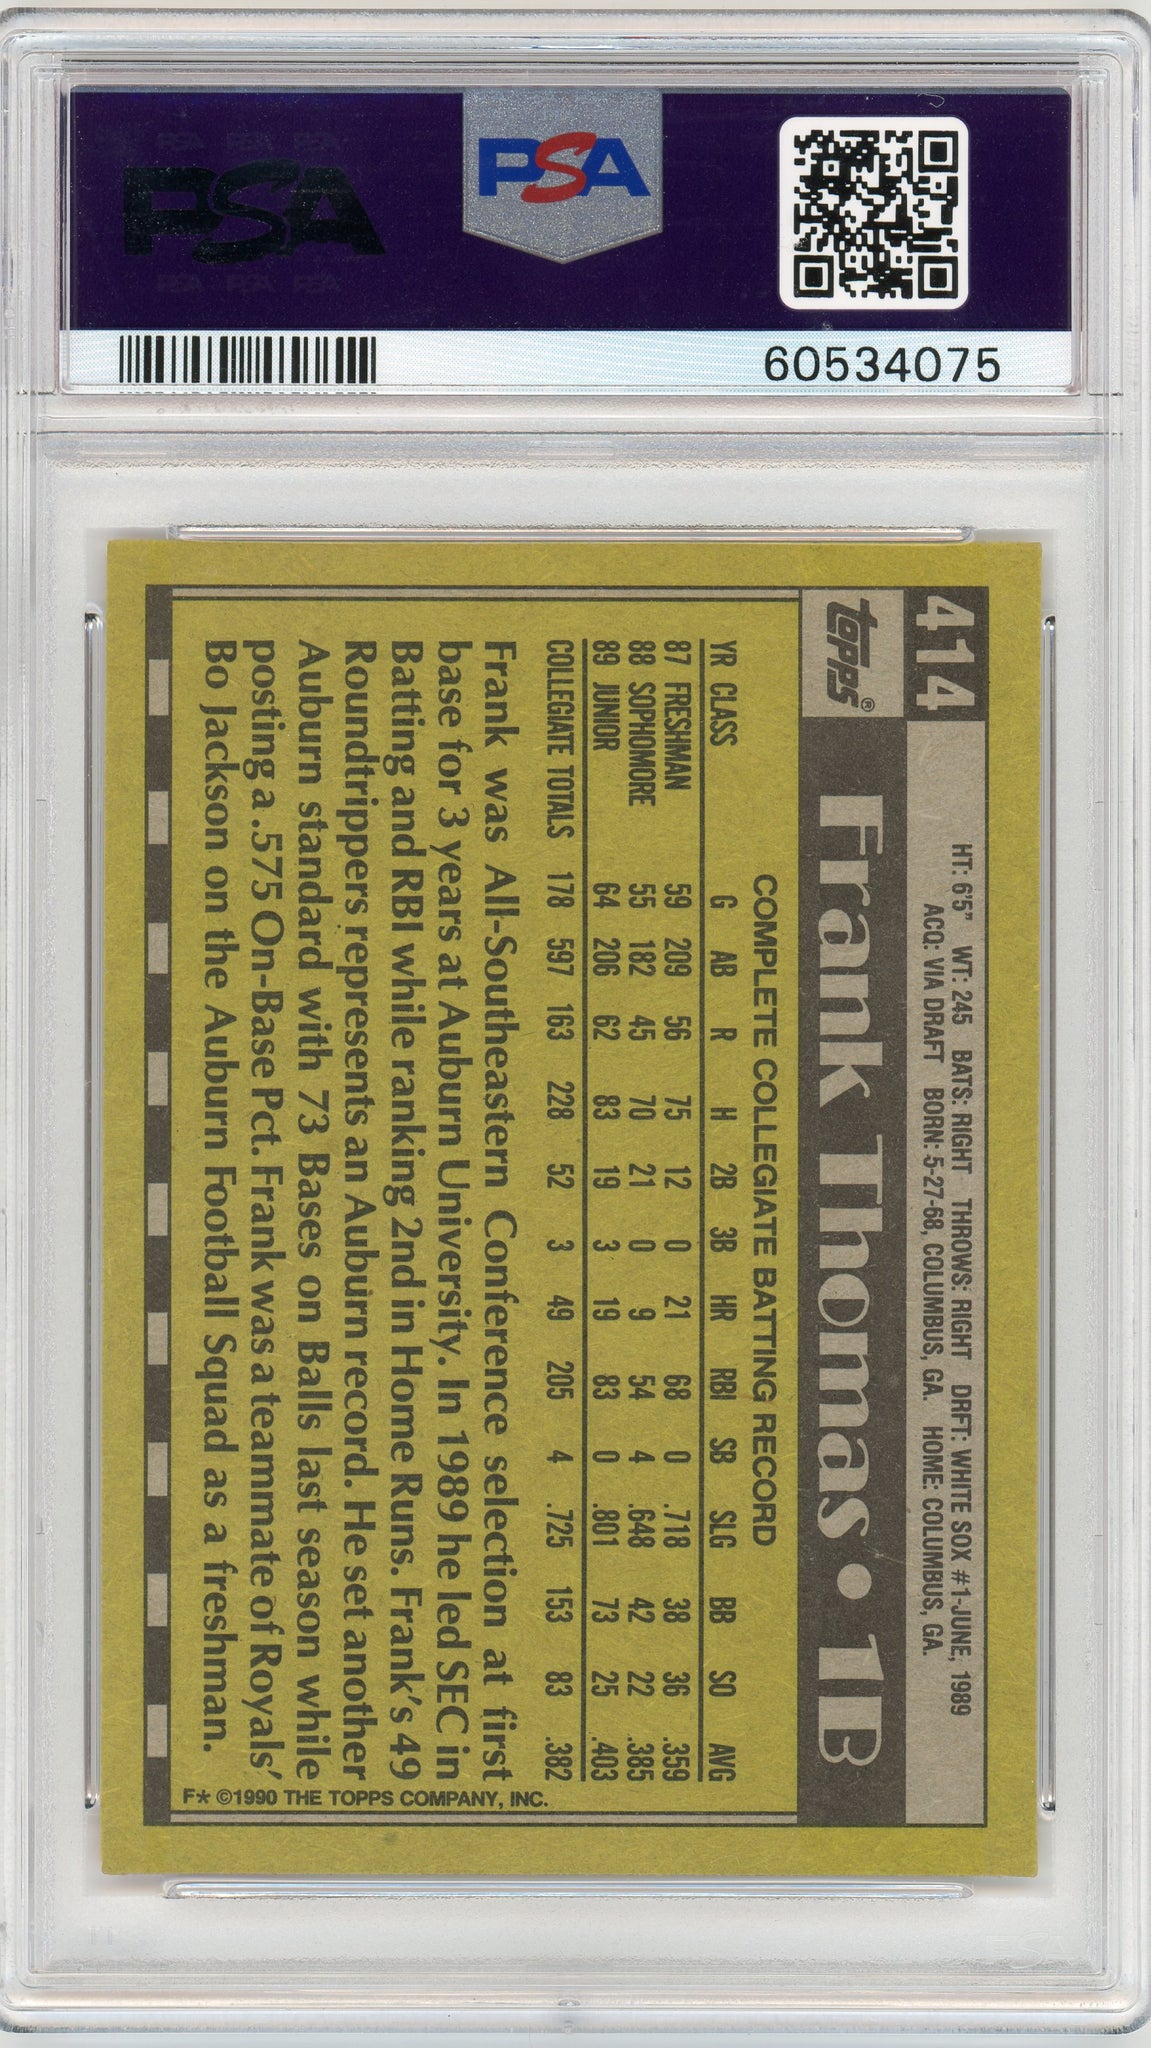 PSA
PSA
60534075
414
topps®
HT: 6'5" WT: 245 BATS: RIGHT THROWS: RIGHT DRFT: WHITE SOX #1-JUNE, 1989
ACQ: VIA DRAFT BORN: 5-27-68, COLUMBUS, GA. HOME: COLUMBUS, GA.
Frank Thomas • 1B
COMPLETE COLLEGIATE BATTING RECORD
YR CLASS G AB R H 2B 3B HR RBI SB SLG BB SO AVG
87 FRESHMAN 59 209 56 75 12 0 21 68 0 .718 38 36 .359
88 SOPHOMORE 55 182 45 70 21 0 9 54 4 .648 42 22 .385
89 JUNIOR 64 206 62 83 19 3 19 83 0 .801 73 25 .403
COLLEGIATE TOTALS 178 597 163 228 52 3 49 205 4 .725 153 83 .382
Frank was All-Southeastern Conference selection at first
base for 3 years at Auburn University. In 1989 he led SEC in
Batting and RBI while ranking 2nd in Home Runs. Frank's 49
Roundtrippers represents an Auburn record. He set another
Auburn standard with 73 Bases on Balls last season while
posting a .575 On-Base Pct. Frank was a teammate of Royals'
Bo Jackson on the Auburn Football Squad as a freshman.
F* ©1990 THE TOPPS COMPANY, INC.